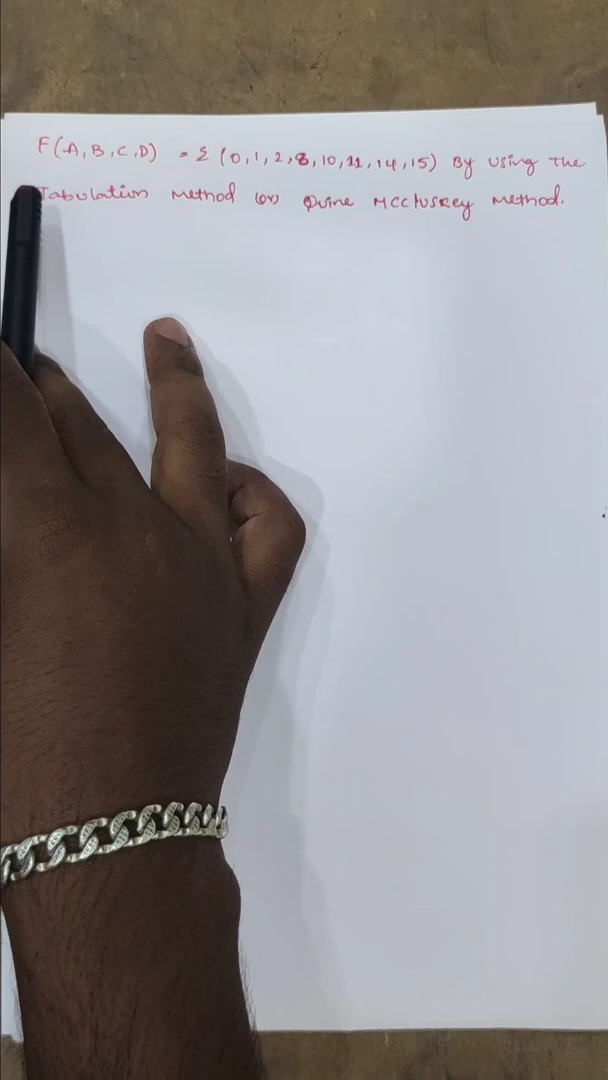 F(A,B,C,D) = Σ (0,1,2,8,10,11,14,15) By using The
Tabulation Method (or) Quine MCCluskey Method.